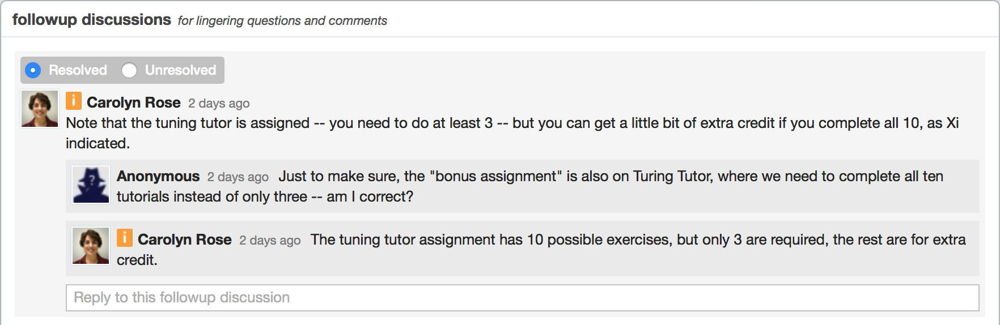 followup discussions for lingering questions and comments
Resolved Unresolved
i Carolyn Rose 2 days ago
Note that the tuning tutor is assigned -- you need to do at least 3 -- but you can get a little bit of extra credit if you complete all 10, as Xi
indicated.
? Anonymous 2 days ago Just to make sure, the "bonus assignment" is also on Turing Tutor, where we need to complete all ten
tutorials instead of only three -- am I correct?
i Carolyn Rose 2 days ago The tuning tutor assignment has 10 possible exercises, but only 3 are required, the rest are for extra
credit.
Reply to this followup discussion